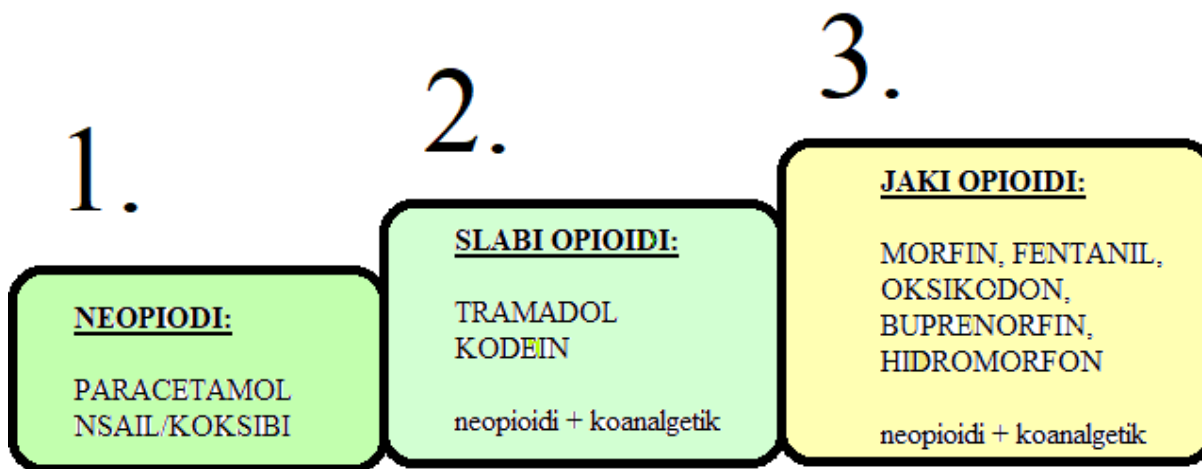 1.
NEOPIODI:
PARACETAMOL
NSAIL/KOKSIBI
2.
SLABI OPIOIDI:
TRAMADOL
KODEIN
neopioidi + koanalgetik
3.
JAKI OPIOIDI:
MORFIN, FENTANIL,
OKSIKODON,
BUPRENORFIN,
HIDROMORFON
neopioidi + koanalgetik